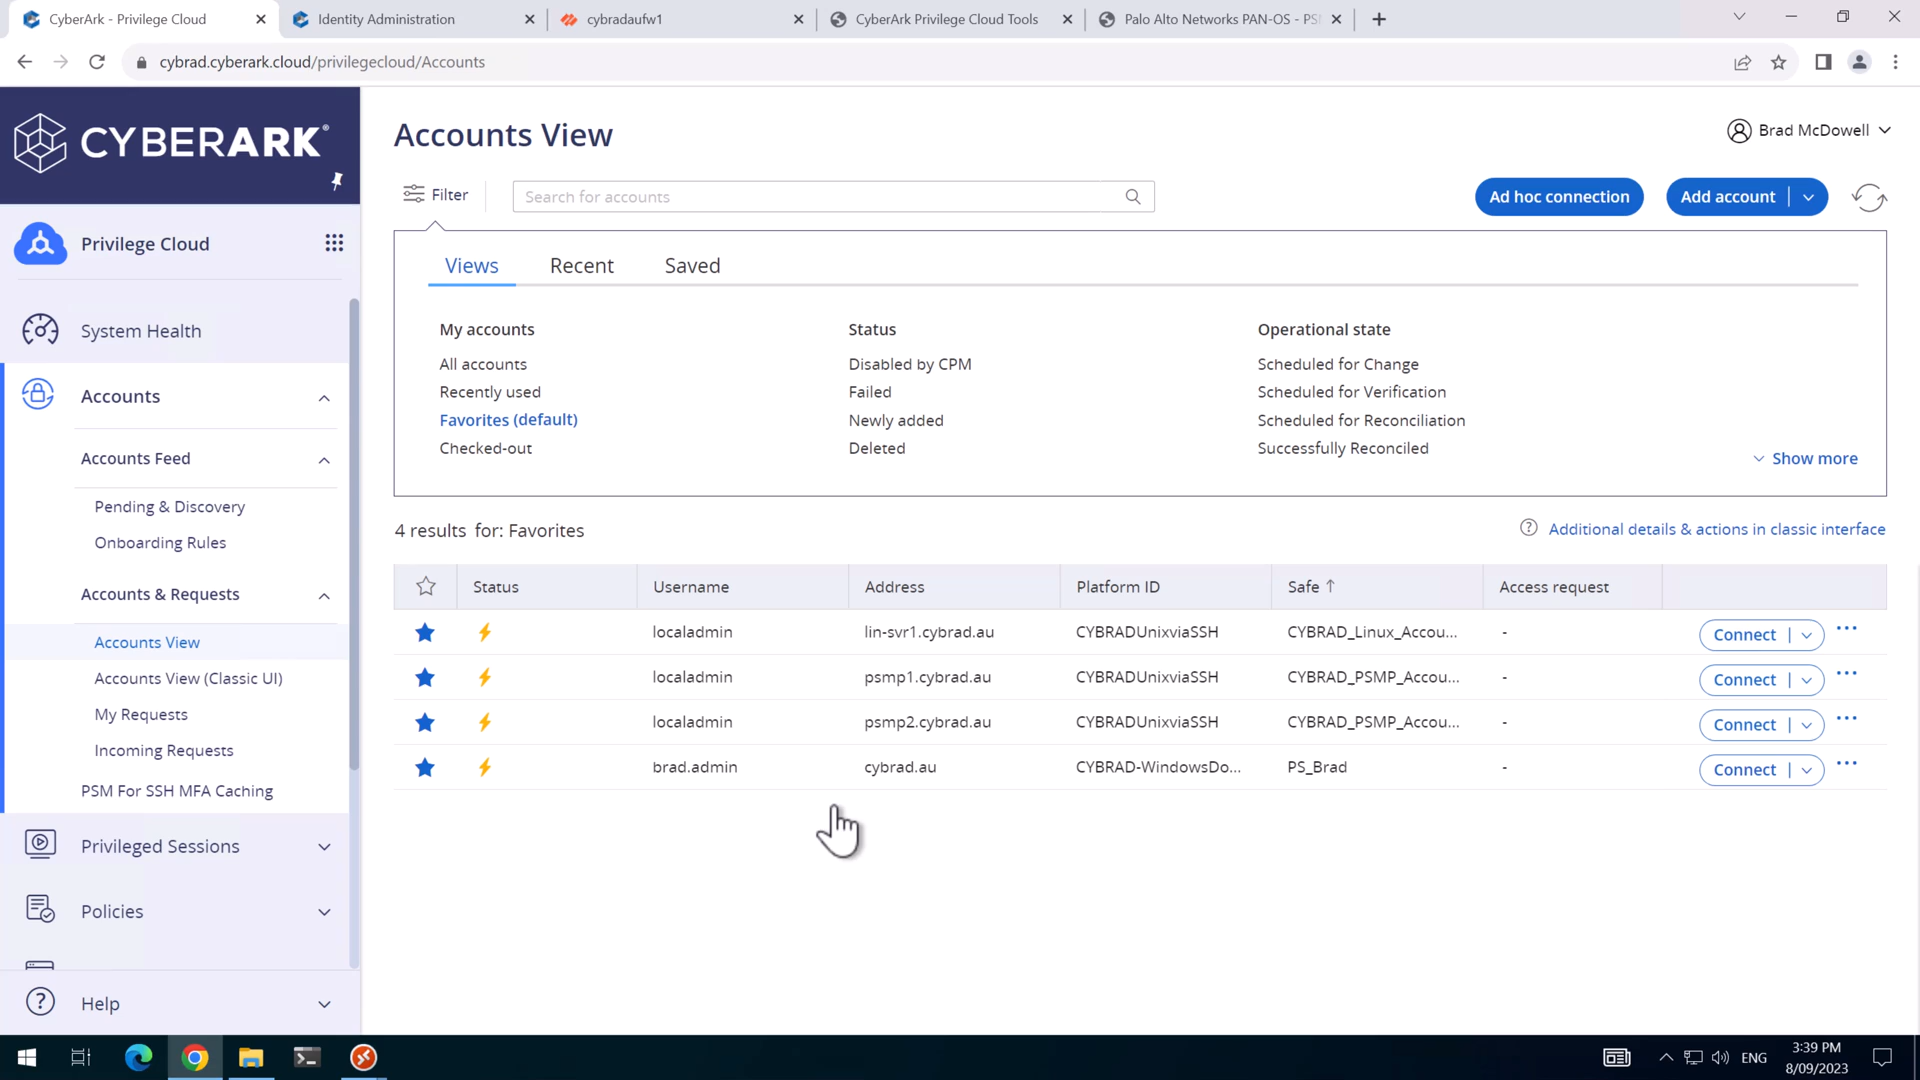 CyberArk - Privilege Cloud
Identity Administration
cybradaufw1
CyberArk Privilege Cloud Tools
Palo Alto Networks PAN-OS - PSM
cybrad.cyberark.cloud/privilegecloud/Accounts
CYBERARK®
Privilege Cloud
System Health
Accounts
Accounts Feed
Pending & Discovery
Onboarding Rules
Accounts & Requests
Accounts View
Accounts View (Classic UI)
My Requests
Incoming Requests
PSM For SSH MFA Caching
Privileged Sessions
Policies
Help
Accounts View
Brad McDowell
Filter
Search for accounts
Ad hoc connection
Add account
Views Recent Saved
My accounts
All accounts
Recently used
Favorites (default)
Checked-out
Status
Disabled by CPM
Failed
Newly added
Deleted
Operational state
Scheduled for Change
Scheduled for Verification
Scheduled for Reconciliation
Successfully Reconciled
Show more
4 results for: Favorites
Additional details & actions in classic interface
Status Username Address Platform ID Safe ↑ Access request
localadmin lin-svr1.cybrad.au CYBRADUnixviaSSH CYBRAD_Linux_Accou... - Connect
localadmin psmp1.cybrad.au CYBRADUnixviaSSH CYBRAD_PSMP_Accou... - Connect
localadmin psmp2.cybrad.au CYBRADUnixviaSSH CYBRAD_PSMP_Accou... - Connect
brad.admin cybrad.au CYBRAD-WindowsDo... PS_Brad - Connect
ENG
3:39 PM
8/09/2023